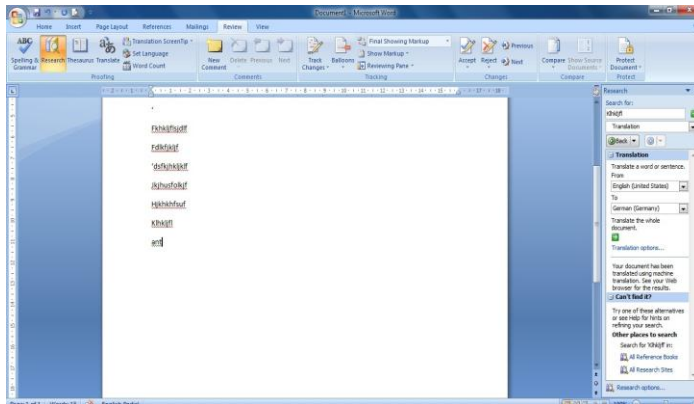 Document1 - Microsoft Word
Home Insert Page Layout References Mailings Review View
Spelling & Grammar Research Thesaurus Translate
Translation ScreenTip
Set Language
Word Count
Proofing
New Comment Delete Previous Next
Comments
Track Changes Balloons
Final Showing Markup
Show Markup
Reviewing Pane
Tracking
Accept Reject Previous Next
Changes
Compare Show Source Documents
Compare
Protect Document
Protect
Fdlkfjkljf
'dsfkjhkljklf
Jkjhusfolkjf
Hjkhkhfsuf
Klhkljfl
ant
Research
Search for:
Translation
Back
Translation
Translate a word or sentence.
From
English (United States)
To
German (Germany)
Translate the whole document.
Translation options...
Your document has been translated using machine translation. See your Web browser for the results.
Can't find it?
Try one of these alternatives or see Help for hints on refining your search.
Other places to search
Search for in:
All Reference Books
All Research Sites
Research options...